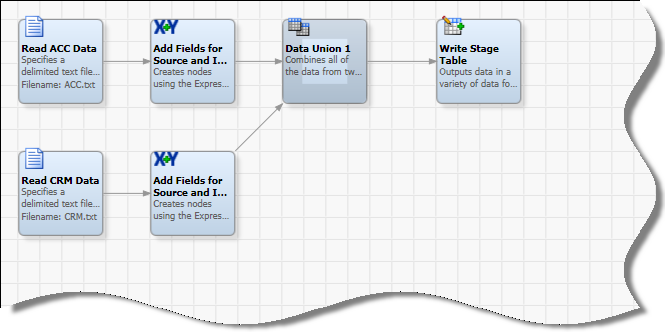 Read ACC Data
Specifies a
delimited text file...
Filename: ACC.txt
X+Y
Add Fields for
Source and I...
Creates nodes
using the Expres...
Data Union 1
Combines all of
the data from tw...
Write Stage
Table
Outputs data in a
variety of data fo...
Read CRM Data
Specifies a
delimited text file...
Filename: CRM.txt
X+Y
Add Fields for
Source and I...
Creates nodes
using the Expres...